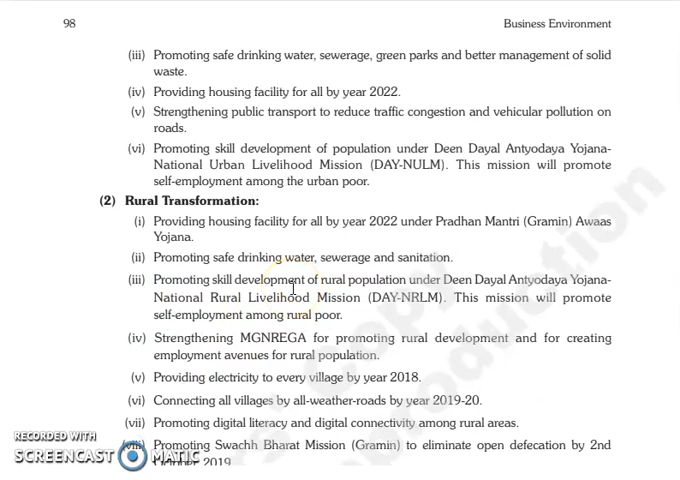 98
Business Environment
(iii) Promoting safe drinking water, sewerage, green parks and better management of solid
waste.
(iv) Providing housing facility for all by year 2022.
(v) Strengthening public transport to reduce traffic congestion and vehicular pollution on
roads.
(vi) Promoting skill development of population under Deen Dayal Antyodaya Yojana-
National Urban Livelihood Mission (DAY-NULM). This mission will promote
self-employment among the urban poor.
(2) Rural Transformation:
(i) Providing housing facility for all by year 2022 under Pradhan Mantri (Gramin) Awaas
Yojana.
(ii) Promoting safe drinking water, sewerage and sanitation.
(iii) Promoting skill development of rural population under Deen Dayal Antyodaya Yojana-
National Rural Livelihood Mission (DAY-NRLM). This mission will promote
self-employment among rural poor.
(iv) Strengthening MGNREGA for promoting rural development and for creating
employment avenues for rural population.
(v) Providing electricity to every village by year 2018.
(vi) Connecting all villages by all-weather-roads by year 2019-20.
(vii) Promoting digital literacy and digital connectivity among rural areas.
(viii) Promoting Swachh Bharat Mission (Gramin) to eliminate open defecation by 2nd
October 2019
RECORDED WITH
SCREENCAST MATIC